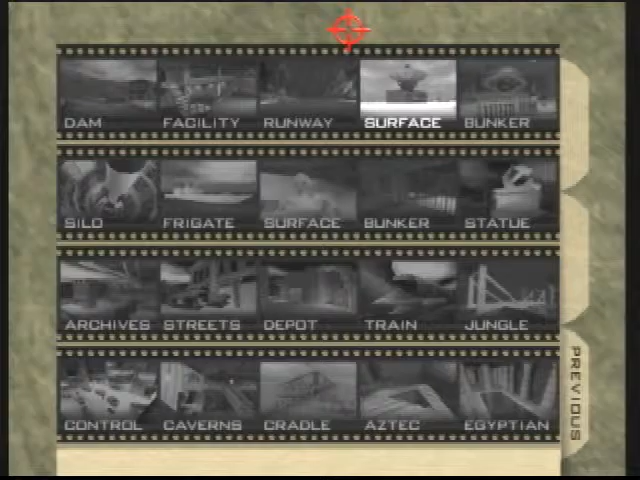 DAM FACILITY RUNWAY SURFACE BUNKER
SILO FRIGATE SURFACE BUNKER STATUE
ARCHIVES STREETS DEPOT TRAIN JUNGLE
CONTROL CAVERNS CRADLE AZTEC EGYPTIAN
PREVIOUS